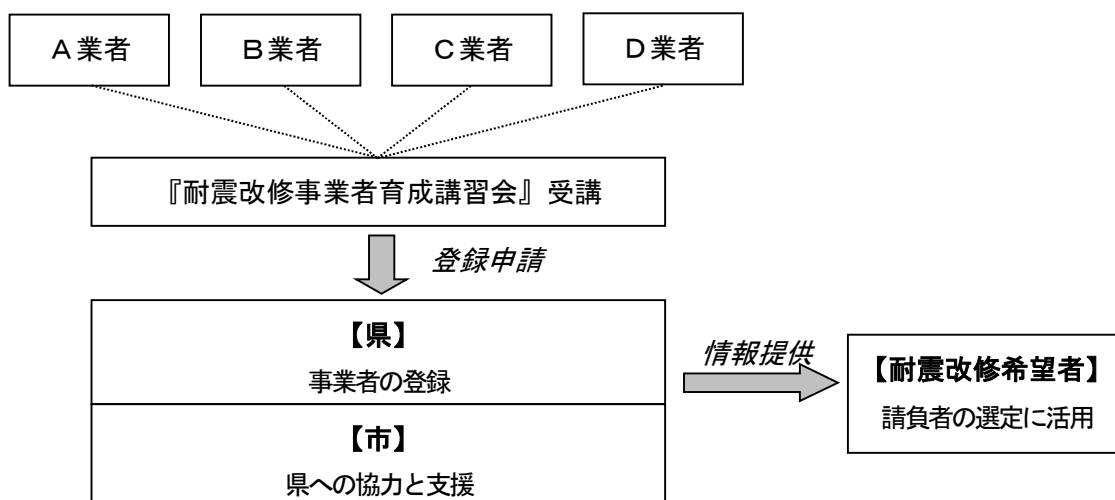 A業者
B業者
C業者
D業者
『耐震改修事業者育成講習会』受講
登録申請
【県】
事業者の登録
情報提供
【耐震改修希望者】
請負者の選定に活用
【市】
県への協力と支援